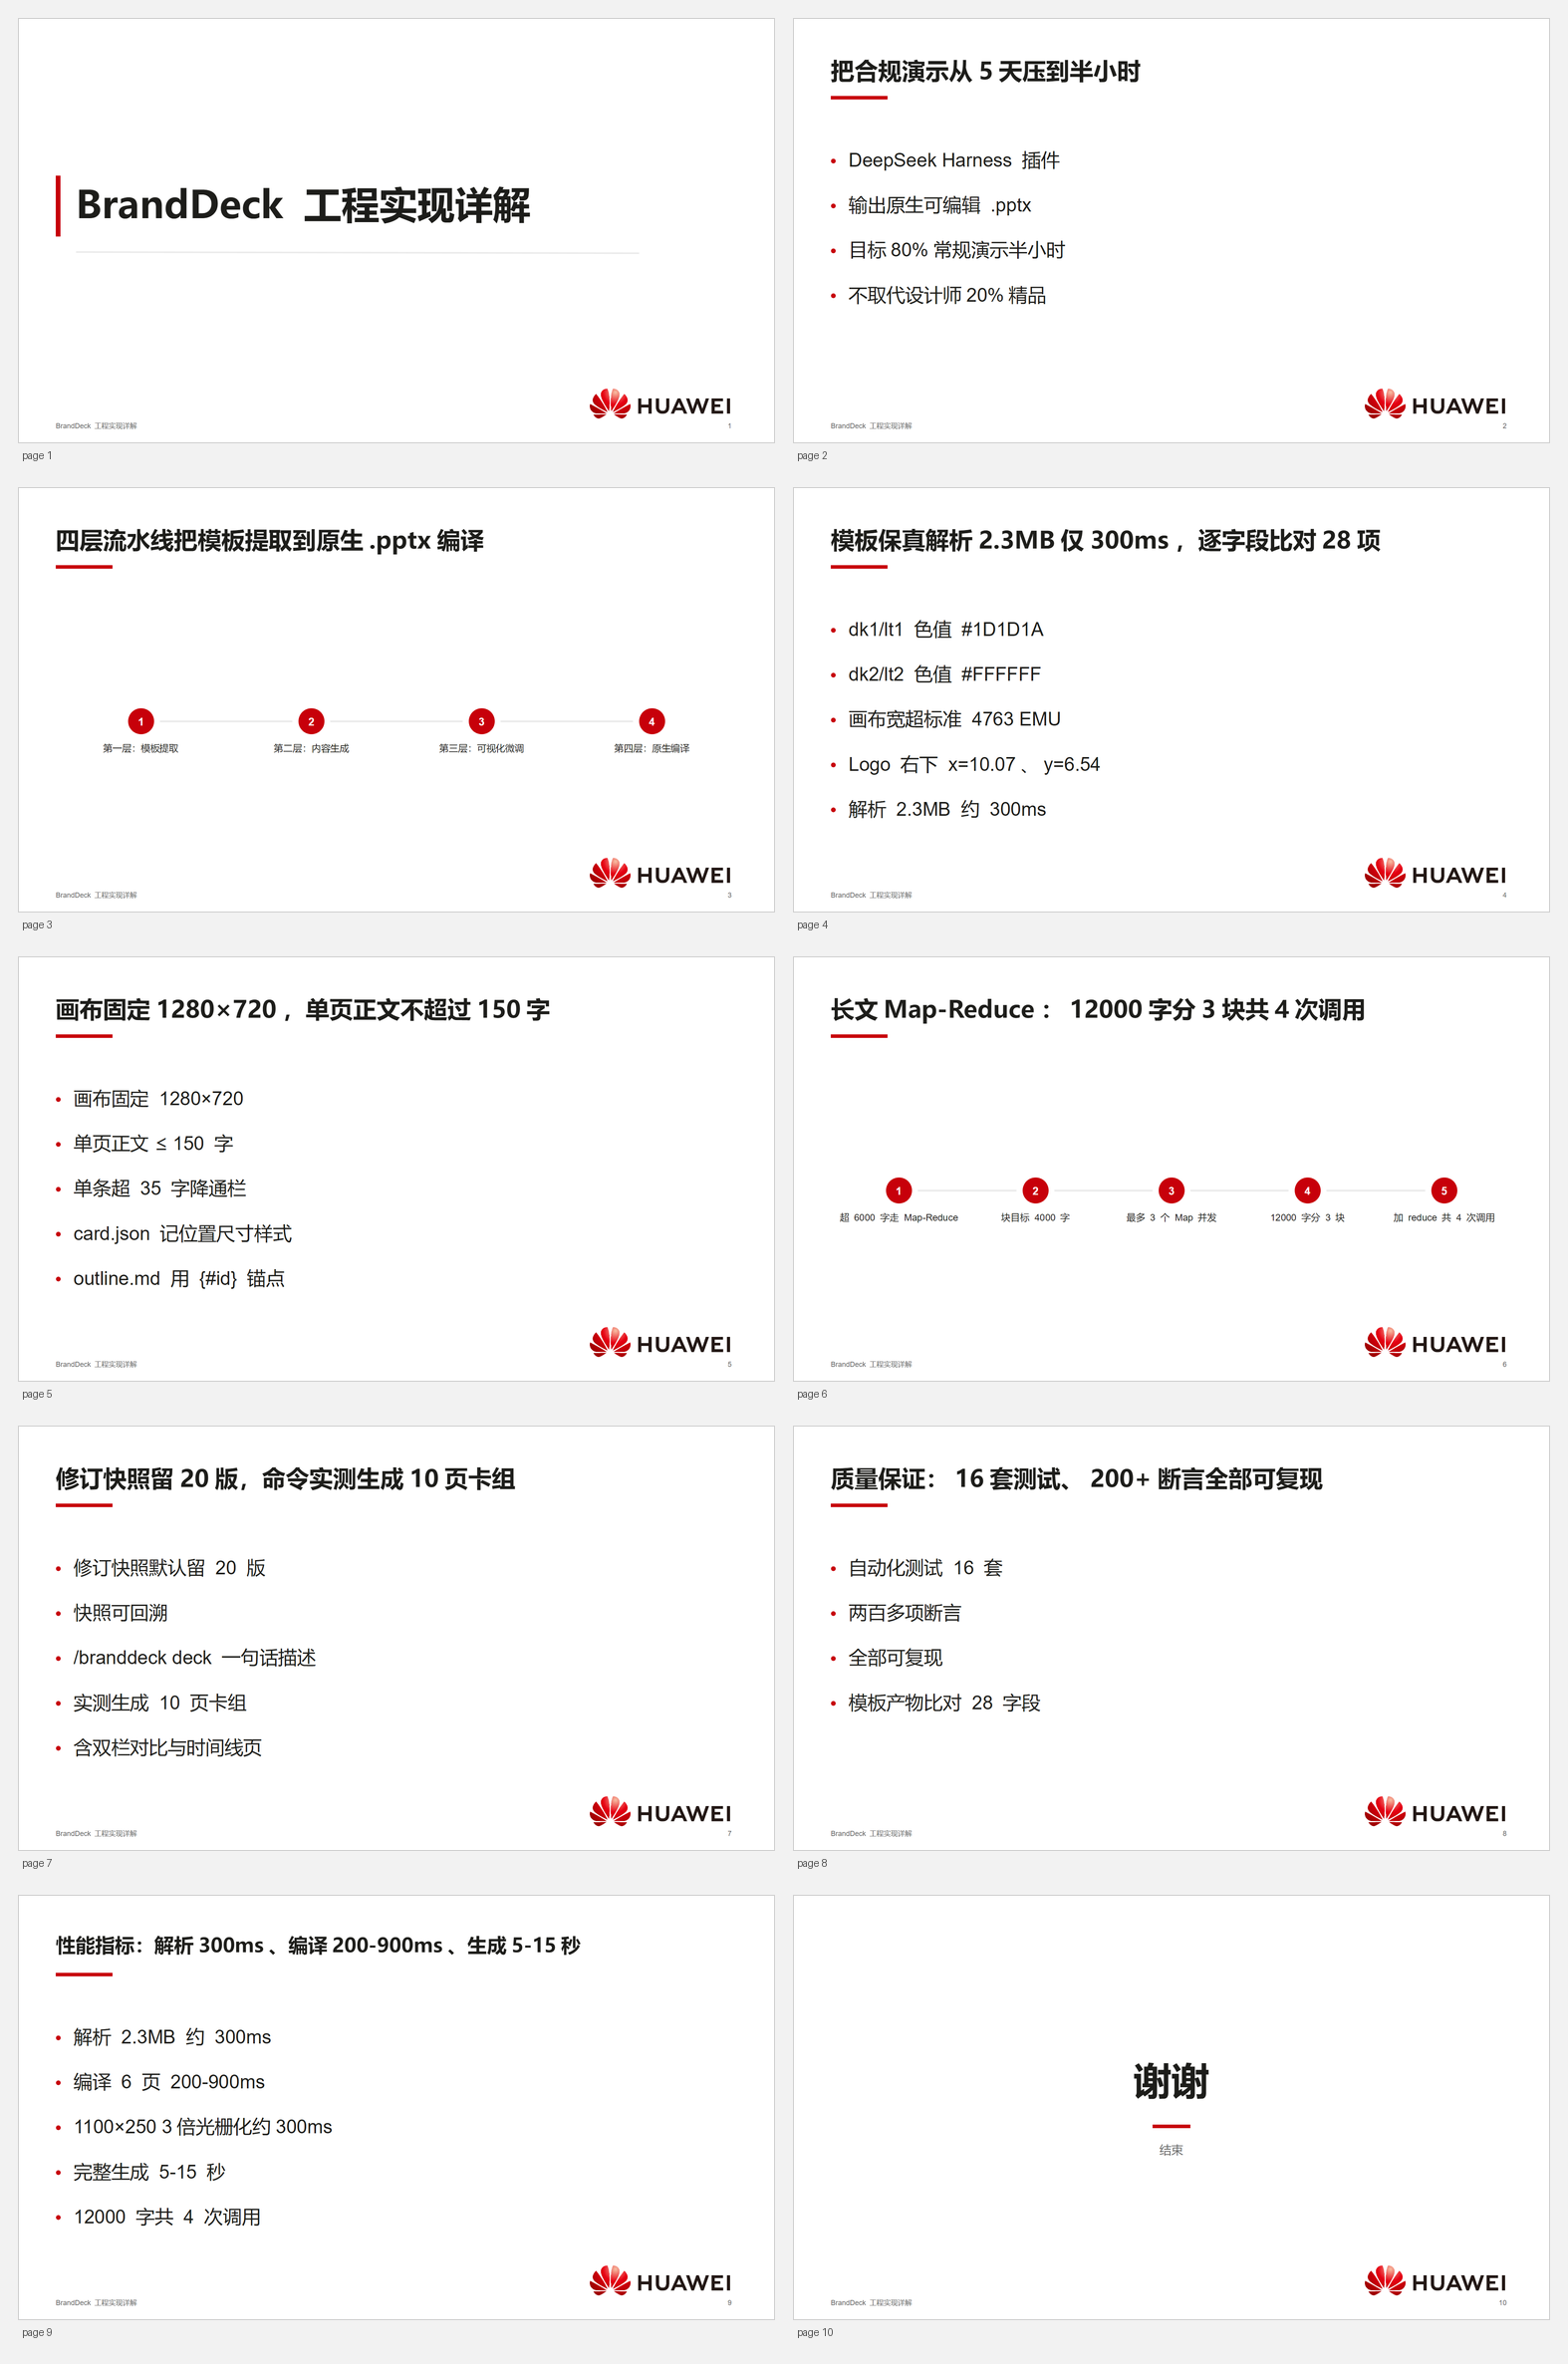 BrandDeck 工程实现详解
HUAWEI
BrandDeck 工程实现详解
1
page 1
把合规演示从 5 天压到半小时
• DeepSeek Harness 插件
• 输出原生可编辑 .pptx
• 目标 80% 常规演示半小时
• 不取代设计师 20% 精品
HUAWEI
BrandDeck 工程实现详解
2
page 2
四层流水线把模板提取到原生 .pptx 编译
1
2
3
4
第一层：模板提取
第二层：内容生成
第三层：可视化微调
第四层：原生编译
HUAWEI
BrandDeck 工程实现详解
3
page 3
模板保真解析 2.3MB 仅 300ms ，逐字段比对 28 项
• dk1/lt1 色值 #1D1D1A
• dk2/lt2 色值 #FFFFFF
• 画布宽超标准 4763 EMU
• Logo 右下 x=10.07 、 y=6.54
• 解析 2.3MB 约 300ms
HUAWEI
BrandDeck 工程实现详解
4
page 4
画布固定 1280×720 ，单页正文不超过 150 字
• 画布固定 1280×720
• 单页正文 ≤ 150 字
• 单条超 35 字降通栏
• card.json 记位置尺寸样式
• outline.md 用 {#id} 锚点
HUAWEI
BrandDeck 工程实现详解
5
page 5
长文 Map-Reduce ： 12000 字分 3 块共 4 次调用
1
2
3
4
5
超 6000 字走 Map-Reduce
块目标 4000 字
最多 3 个 Map 并发
12000 字分 3 块
加 reduce 共 4 次调用
HUAWEI
BrandDeck 工程实现详解
6
page 6
修订快照留 20 版，命令实测生成 10 页卡组
• 修订快照默认留 20 版
• 快照可回溯
• /branddeck deck 一句话描述
• 实测生成 10 页卡组
• 含双栏对比与时间线页
HUAWEI
BrandDeck 工程实现详解
7
page 7
质量保证： 16 套测试、 200+ 断言全部可复现
• 自动化测试 16 套
• 两百多项断言
• 全部可复现
• 模板产物比对 28 字段
HUAWEI
BrandDeck 工程实现详解
8
page 8
性能指标：解析 300ms 、编译 200-900ms 、生成 5-15 秒
• 解析 2.3MB 约 300ms
• 编译 6 页 200-900ms
• 1100×250 3 倍光栅化约 300ms
• 完整生成 5-15 秒
• 12000 字共 4 次调用
HUAWEI
BrandDeck 工程实现详解
9
page 9
谢谢
结束
HUAWEI
BrandDeck 工程实现详解
10
page 10